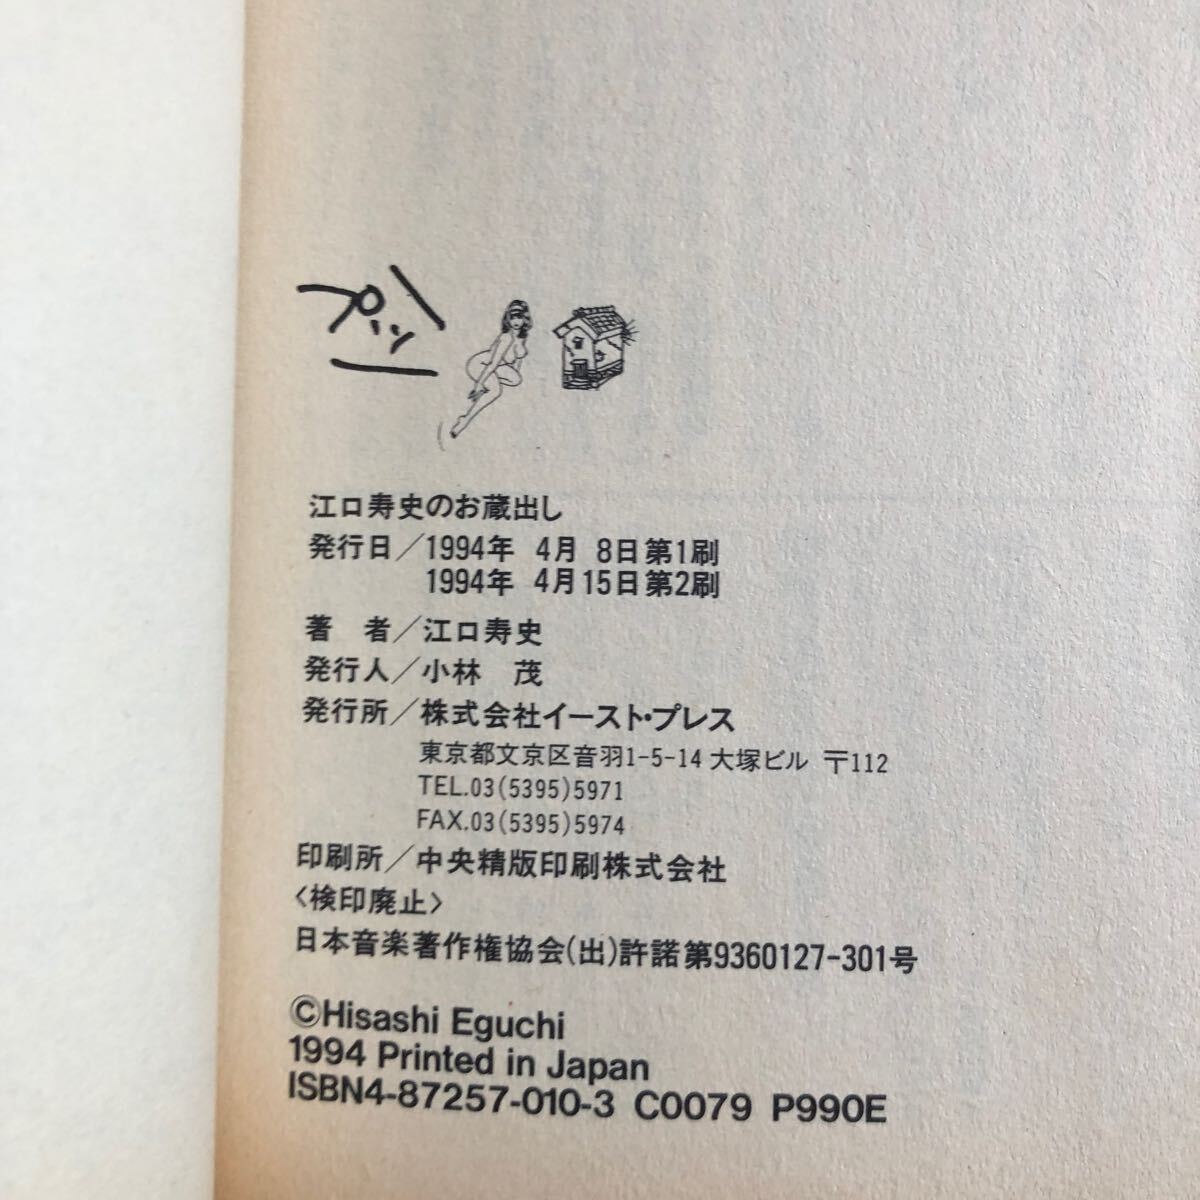 江口寿史のお蔵出し
発行日／1994年 4月 8日第1刷
1994年 4月15日第2刷
著 者／江口寿史
発行人／小林 茂
発行所／株式会社イースト・プレス
東京都文京区音羽1-5-14 大塚ビル 〒112
TEL.03(5395)5971
FAX.03(5395)5974
印刷所／中央精版印刷株式会社
〈検印廃止〉
日本音楽著作権協会(出)許諾第9360127-301号
©Hisashi Eguchi
1994 Printed in Japan
ISBN4-87257-010-3 C0079 P990E